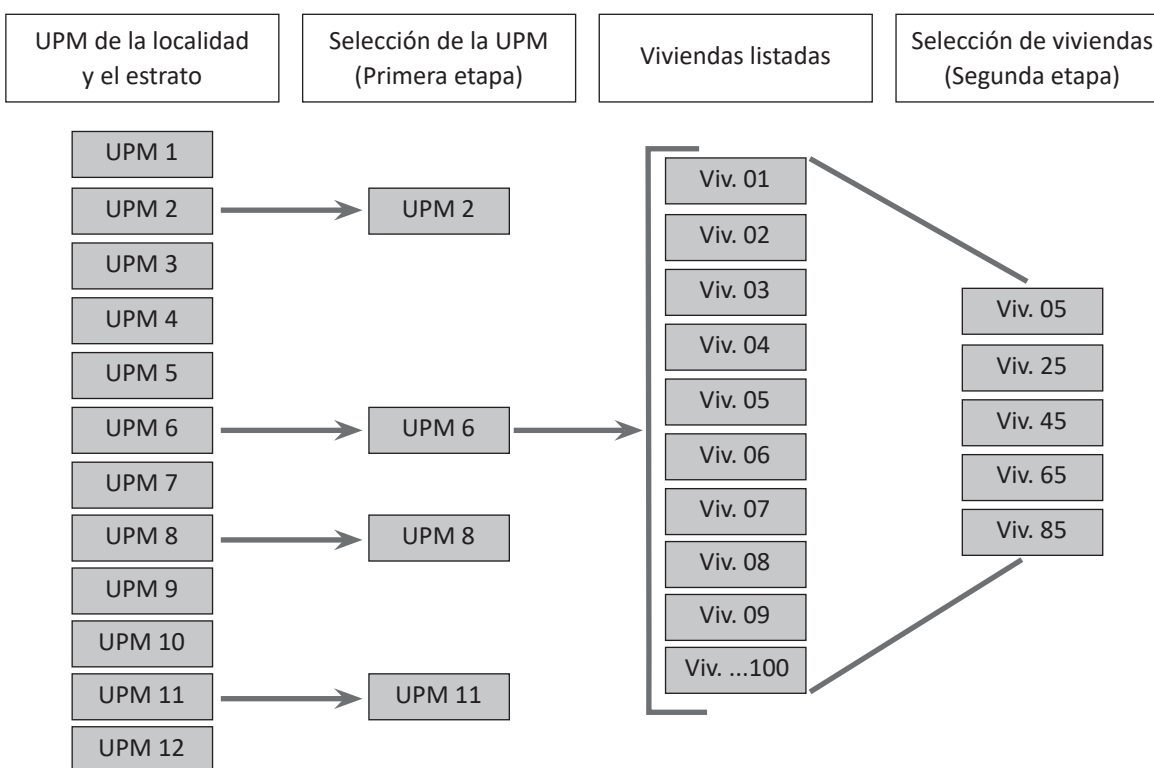 UPM de la localidad
y el estrato
Selección de la UPM
(Primera etapa)
Viviendas listadas
Selección de viviendas
(Segunda etapa)
UPM 1
UPM 2
UPM 3
UPM 4
UPM 5
UPM 6
UPM 7
UPM 8
UPM 9
UPM 10
UPM 11
UPM 12
UPM 2
UPM 6
UPM 8
UPM 11
Viv. 01
Viv. 02
Viv. 03
Viv. 04
Viv. 05
Viv. 06
Viv. 07
Viv. 08
Viv. 09
Viv. ...100
Viv. 05
Viv. 25
Viv. 45
Viv. 65
Viv. 85